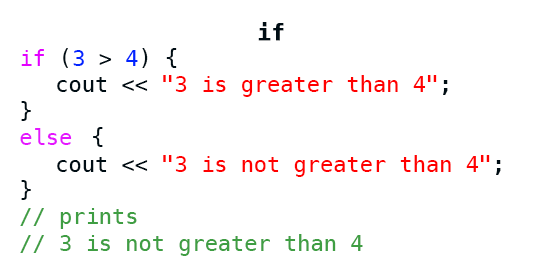 if
if (3 > 4) {
cout << "3 is greater than 4";
}
else {
cout << "3 is not greater than 4";
}
// prints
// 3 is not greater than 4